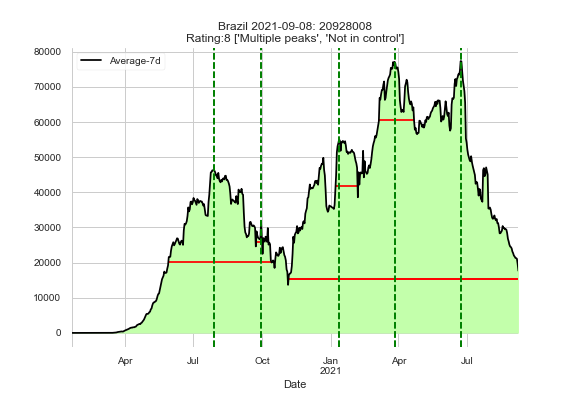 Brazil 2021-09-08: 20928008
Rating:8 ['Multiple peaks', 'Not in control']
Average-7d
80000
70000
60000
50000
40000
30000
20000
10000
0
Apr
Jul
Oct
Jan
2021
Apr
Jul
Date